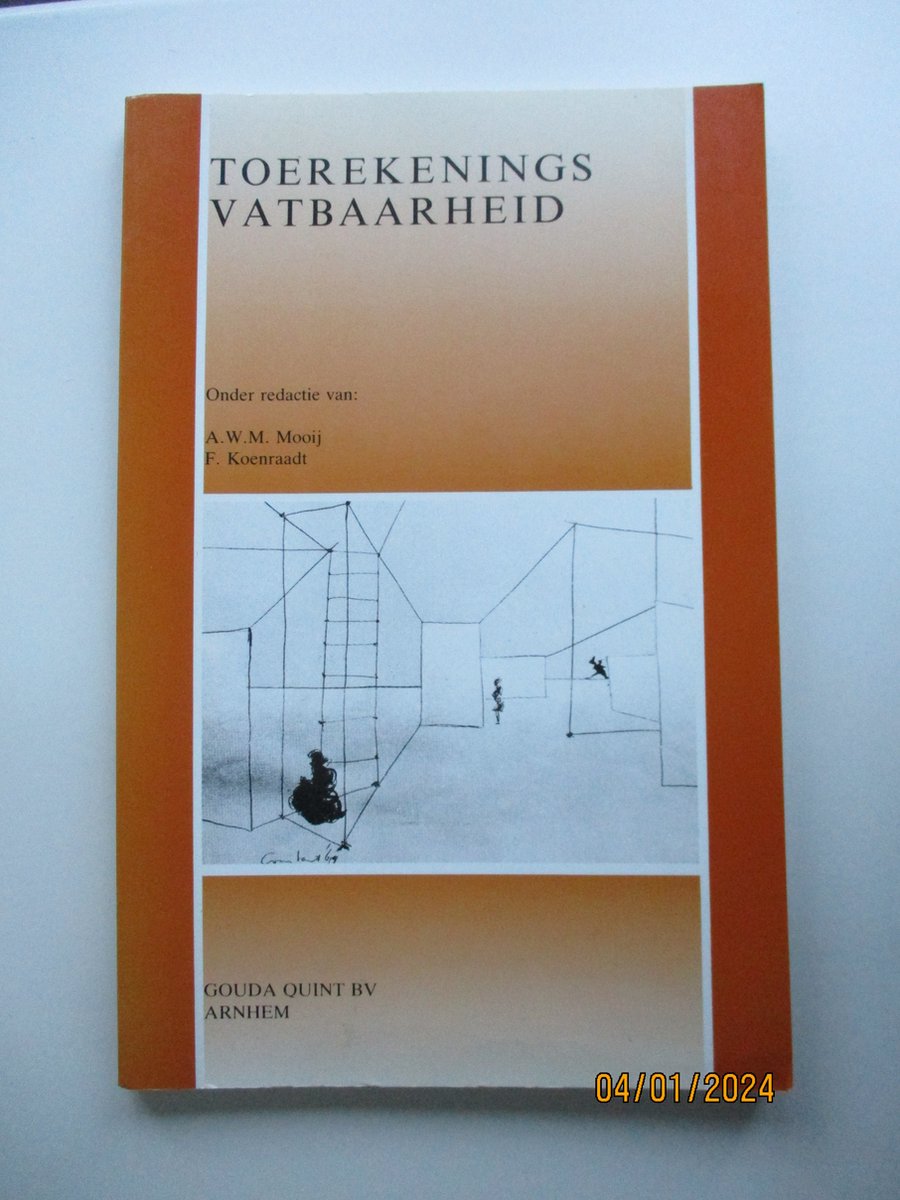 TOEREKENINGS
VATBAARHEID
Onder redactie van:
A.W.M. Mooij
F. Koenraadt
GOUDA QUINT BV
ARNHEM
04/01/2024